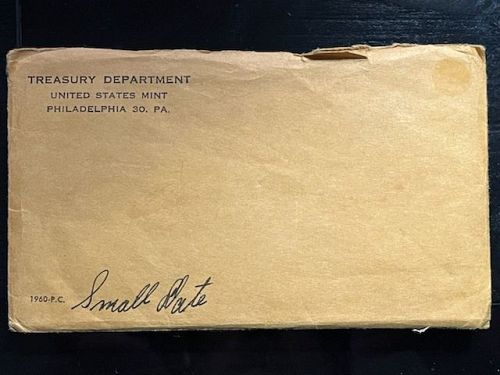 TREASURY DEPARTMENT
UNITED STATES MINT
PHILADELPHIA 30. PA.
1960-P.C. Small Date